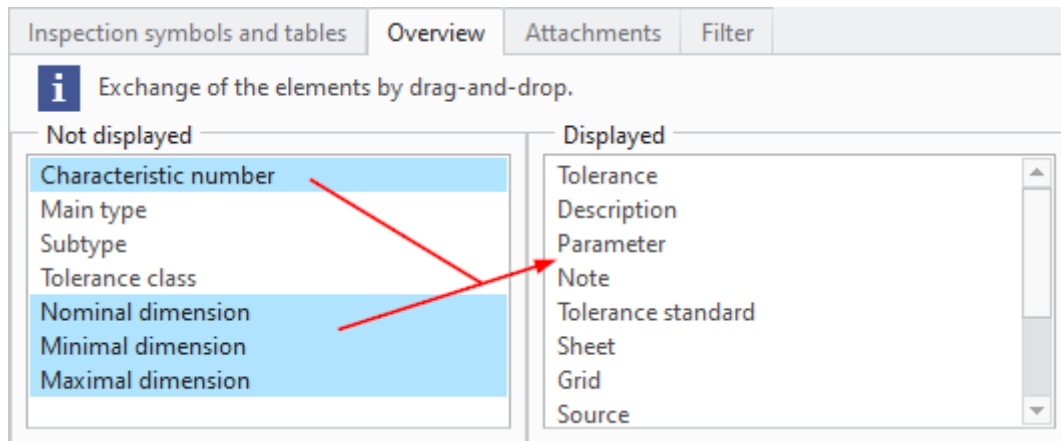 Inspection symbols and tables Overview Attachments Filter
i Exchange of the elements by drag-and-drop.
Not displayed
Characteristic number
Main type
Subtype
Tolerance class
Nominal dimension
Minimal dimension
Maximal dimension
Displayed
Tolerance
Description
Parameter
Note
Tolerance standard
Sheet
Grid
Source